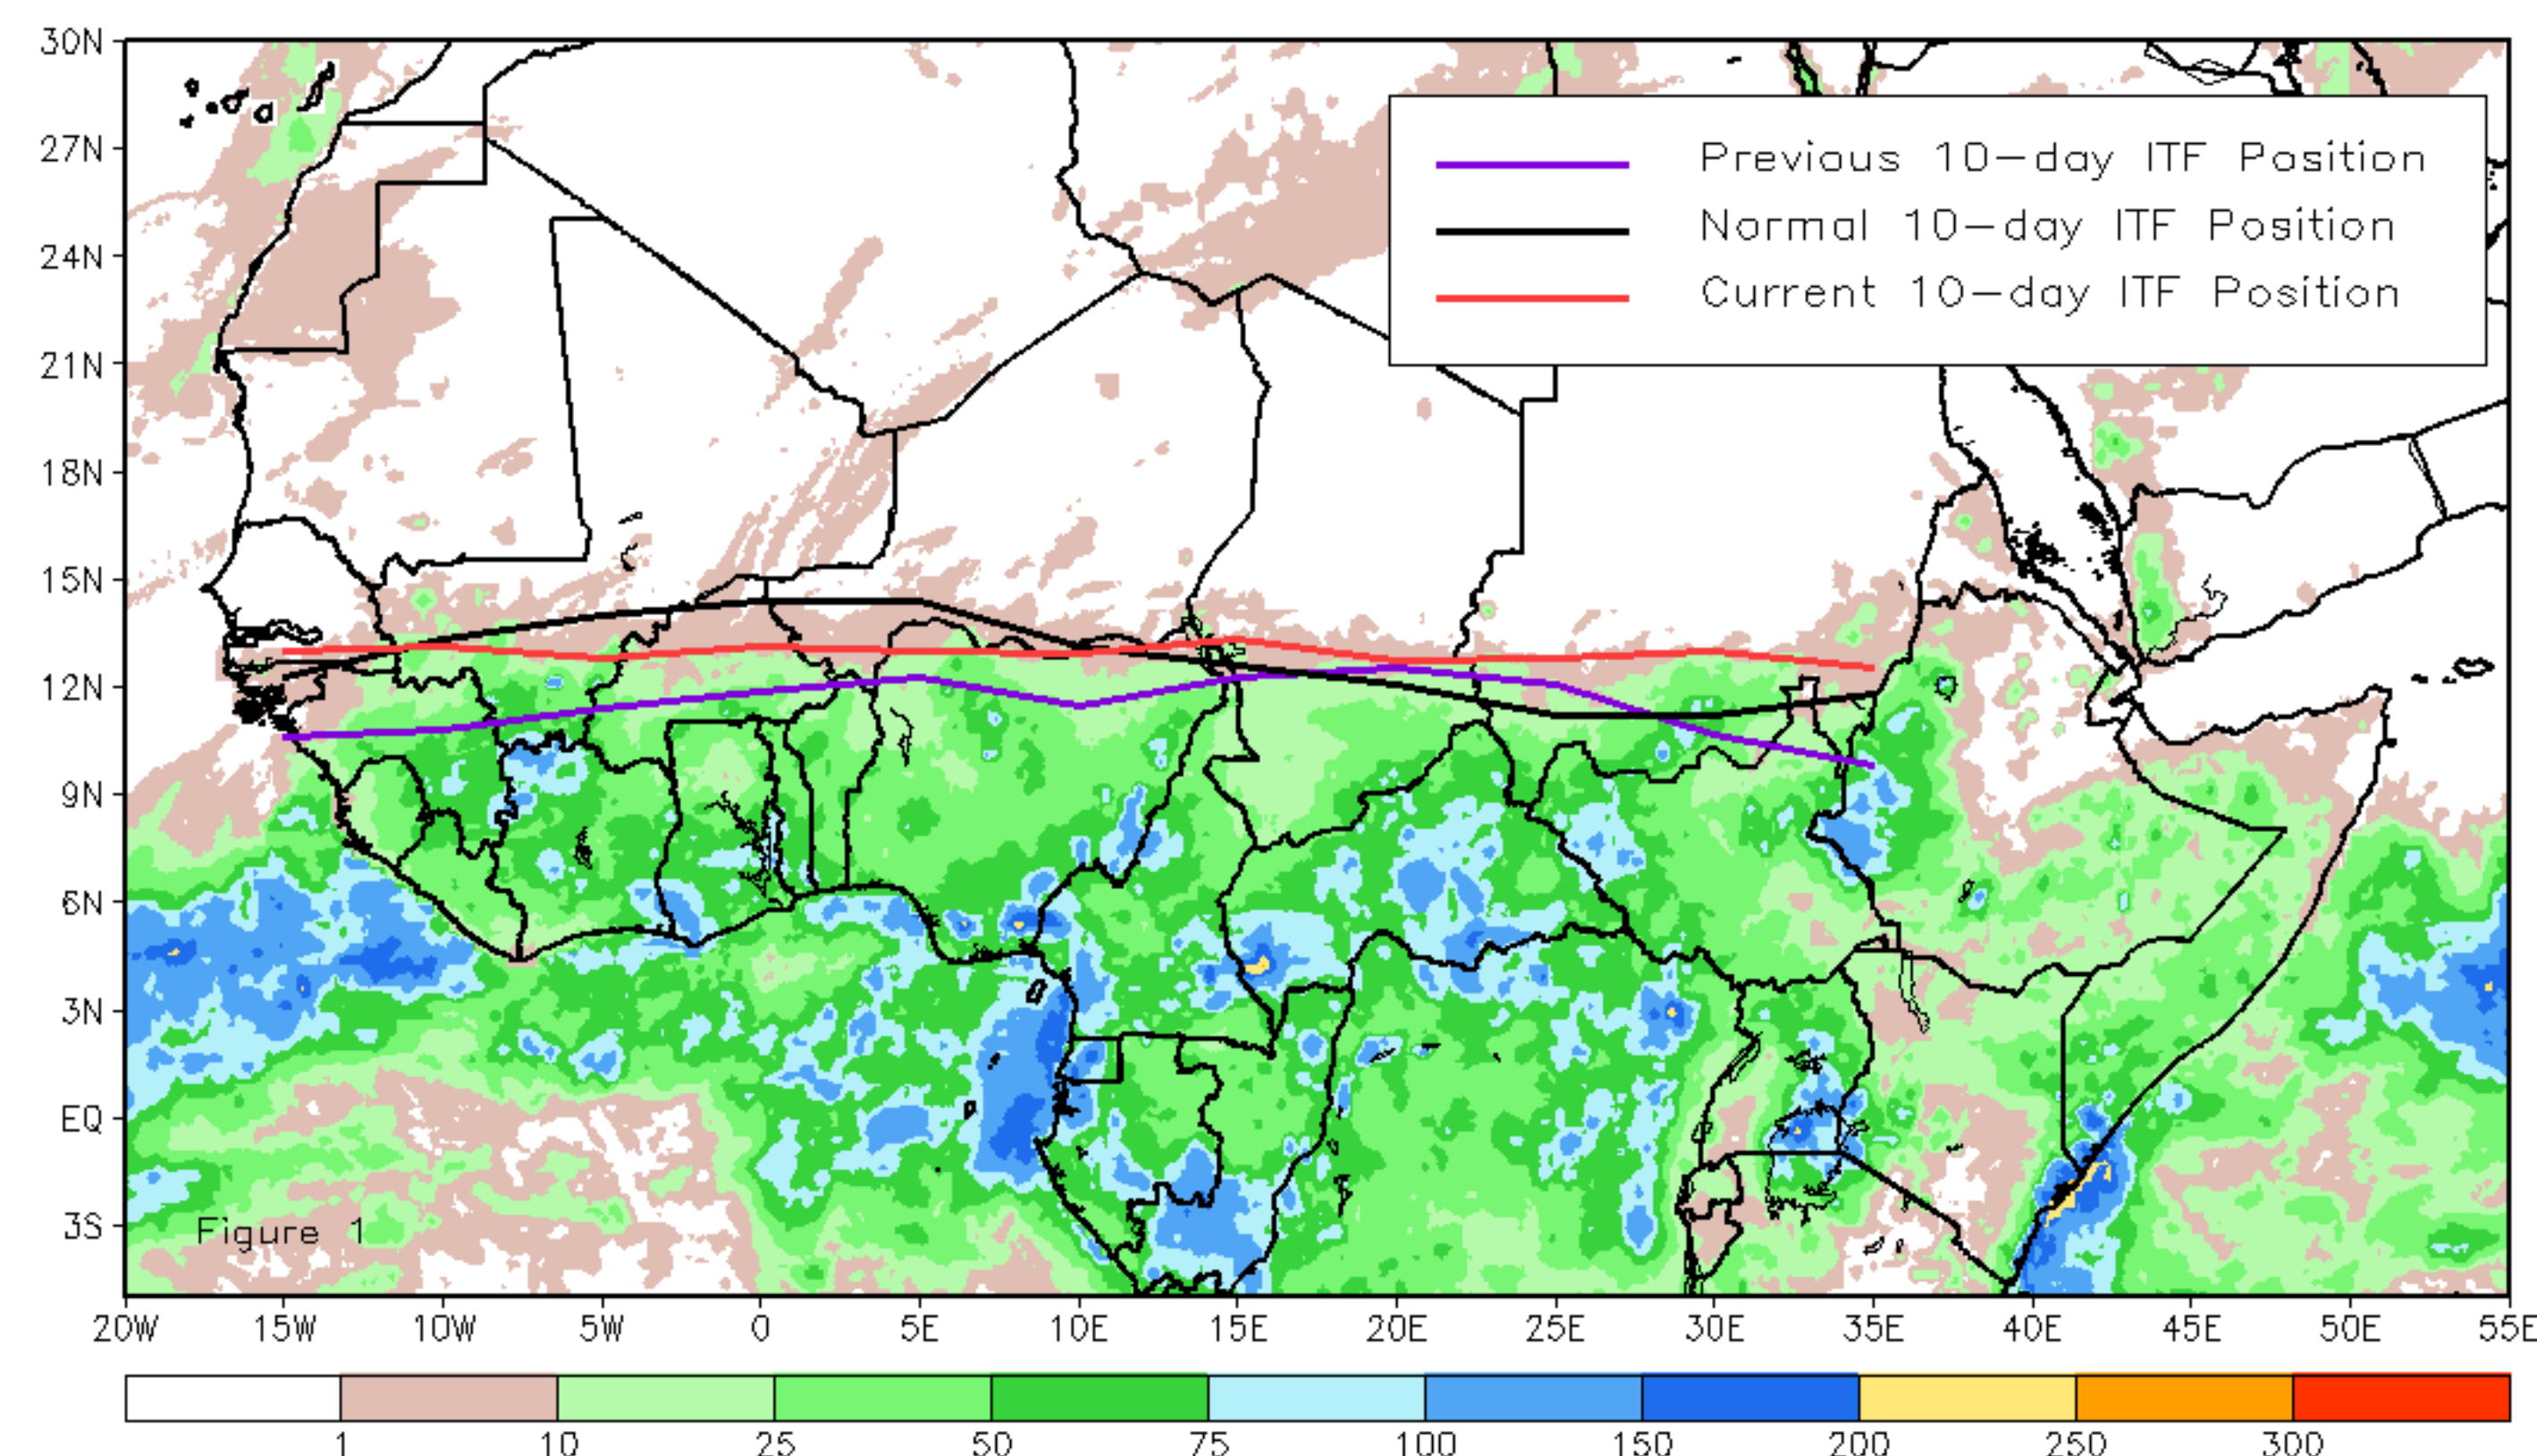 30N
27N
24N
21N
18N
15N
12N
9N
6N
3N
EQ
3S
Previous 10-day ITF Position
Normal 10-day ITF Position
Current 10-day ITF Position
Figure 1
20W 15W 10W 5W 0 5E 10E 15E 20E 25E 30E 35E 40E 45E 50E 55E
1 10 25 50 75 100 150 200 250 300